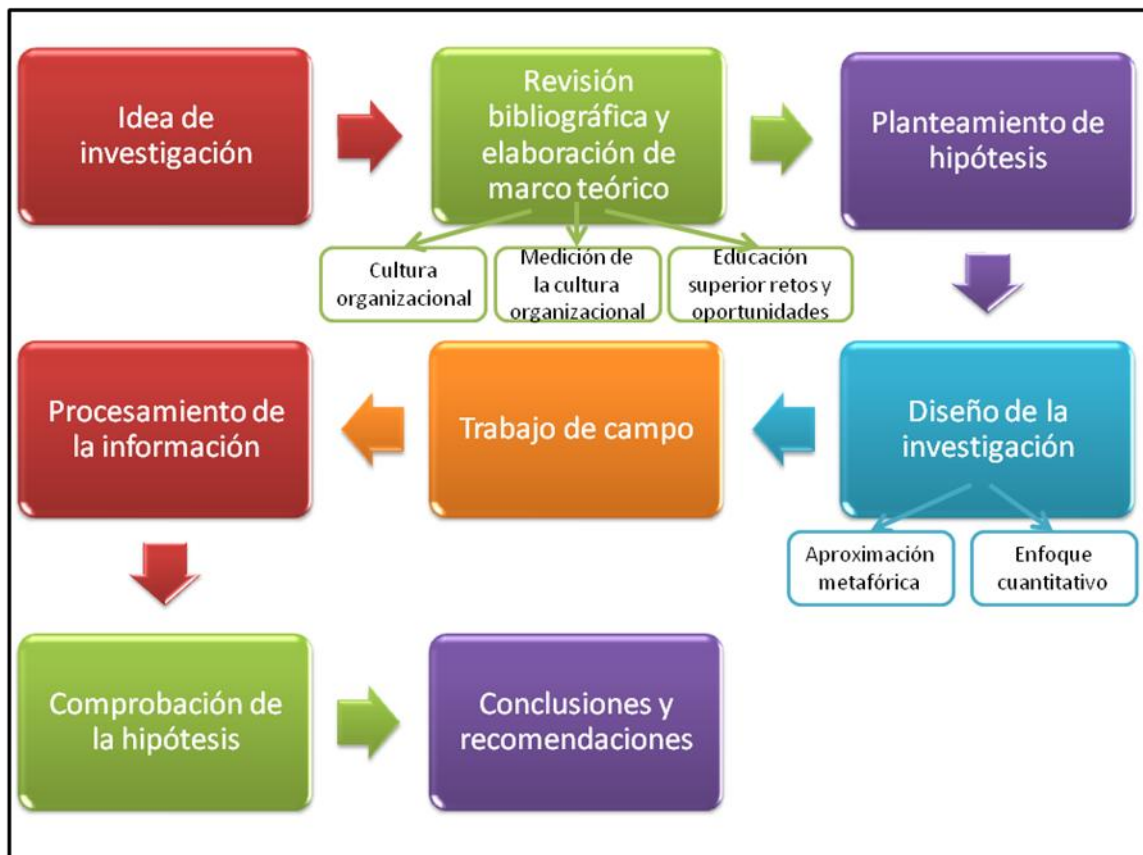 Idea de
investigación
Revisión
bibliográfica y
elaboración de
marco teórico
Planteamiento de
hipótesis
Cultura
organizacional
Medición de
la cultura
organizacional
Educación
superior retos y
oportunidades
Diseño de la
investigación
Aproximación
metafórica
Enfoque
cuantitativo
Trabajo de campo
Procesamiento de
la información
Comprobación de
la hipótesis
Conclusiones y
recomendaciones